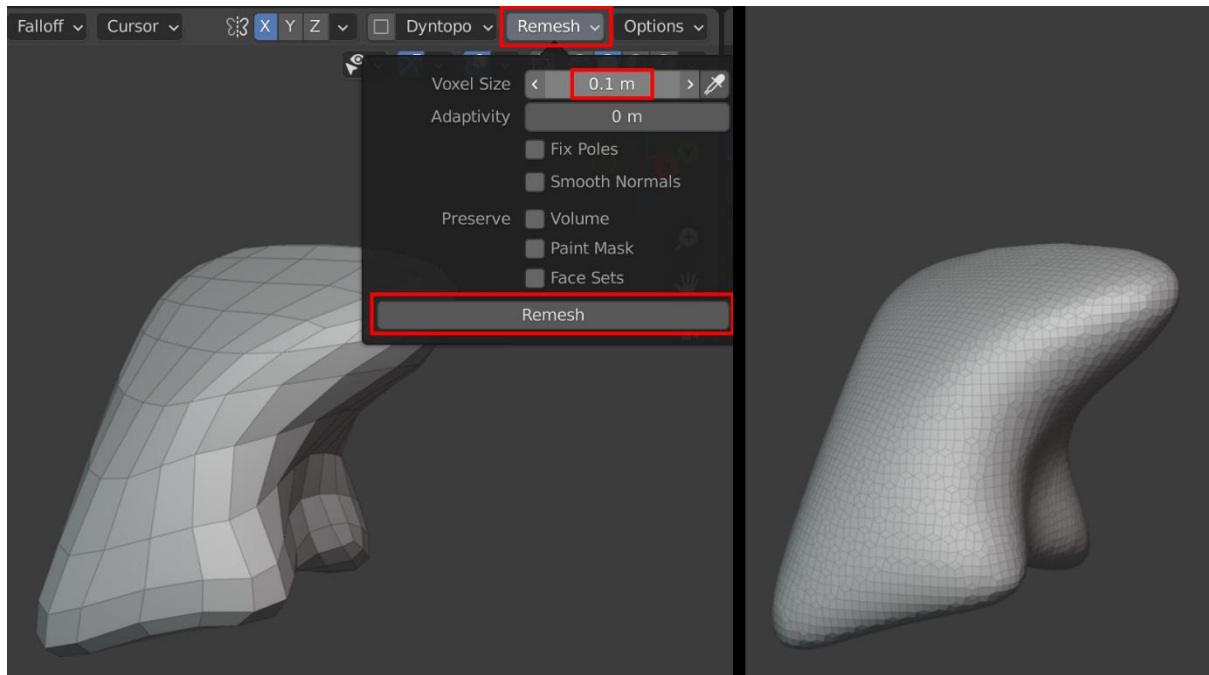 Falloff Cursor X Y Z Dyntopo Remesh Options
Voxel Size 0.1 m
Adaptivity 0 m
Fix Poles
Smooth Normals
Preserve Volume
Paint Mask
Face Sets
Remesh